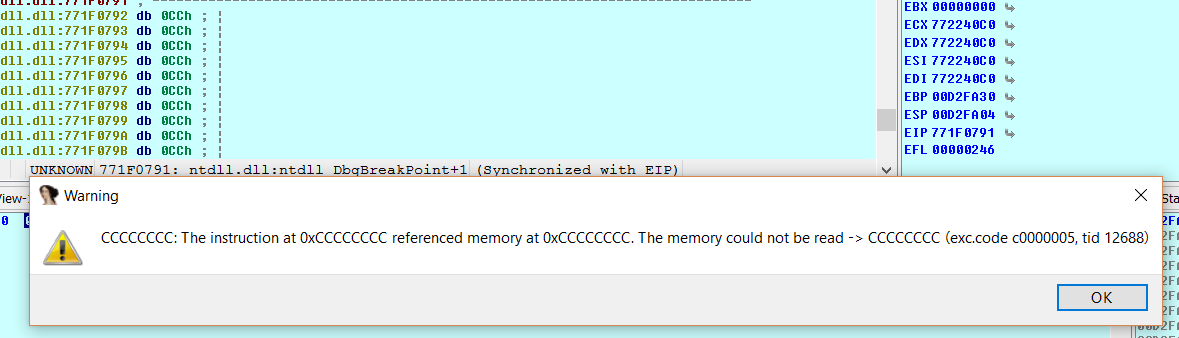 dll.dll:771F0791 ; ---------------------------------------------------------------------------
dll.dll:771F0792 db 0CCh ; ¦
dll.dll:771F0793 db 0CCh ; ¦
dll.dll:771F0794 db 0CCh ; ¦
dll.dll:771F0795 db 0CCh ; ¦
dll.dll:771F0796 db 0CCh ; ¦
dll.dll:771F0797 db 0CCh ; ¦
dll.dll:771F0798 db 0CCh ; ¦
dll.dll:771F0799 db 0CCh ; ¦
dll.dll:771F079A db 0CCh ; ¦
dll.dll:771F079B db 0CCh ; ¦
UNKNOWN 771F0791: ntdll.dll:ntdll_DbgBreakPoint+1 (Synchronized with EIP)
EBX 00000000
ECX 772240C0
EDX 772240C0
ESI 772240C0
EDI 772240C0
EBP 00D2FA30
ESP 00D2FA04
EIP 771F0791
EFL 00000246
Warning
CCCCCCCC: The instruction at 0xCCCCCCCC referenced memory at 0xCCCCCCCC. The memory could not be read -> CCCCCCCC (exc.code c0000005, tid 12688)
OK